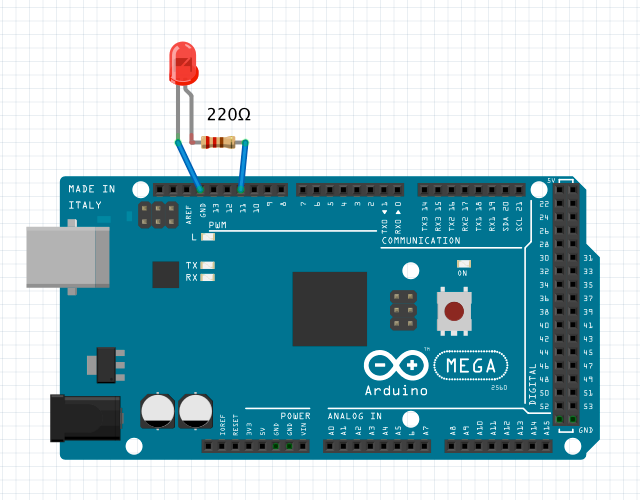 220Ω
MADE IN
ITALY
5V
AREF
GND
13
12
11
10
9
8
7
6
5
4
3
2
TX0 ◀ 1
RX0 ▶ 0
TX3 14
RX3 15
TX2 16
RX2 17
TX1 18
RX1 19
SDA 20
SCL 21
PWM
COMMUNICATION
L
TX
RX
ON
22
24
26
28
30 31
32 33
34 35
36 37
38 39
40 41
42 43
44 45
46 47
48 49
50 51
52 53
GND
DIGITAL
™
MEGA
2560
Arduino
POWER
ANALOG IN
IOREF
RESET
3V3
5V
GND
GND
VIN
A0
A1
A2
A3
A4
A5
A7
A8
A9
A10
A11
A12
A13
A14
A15